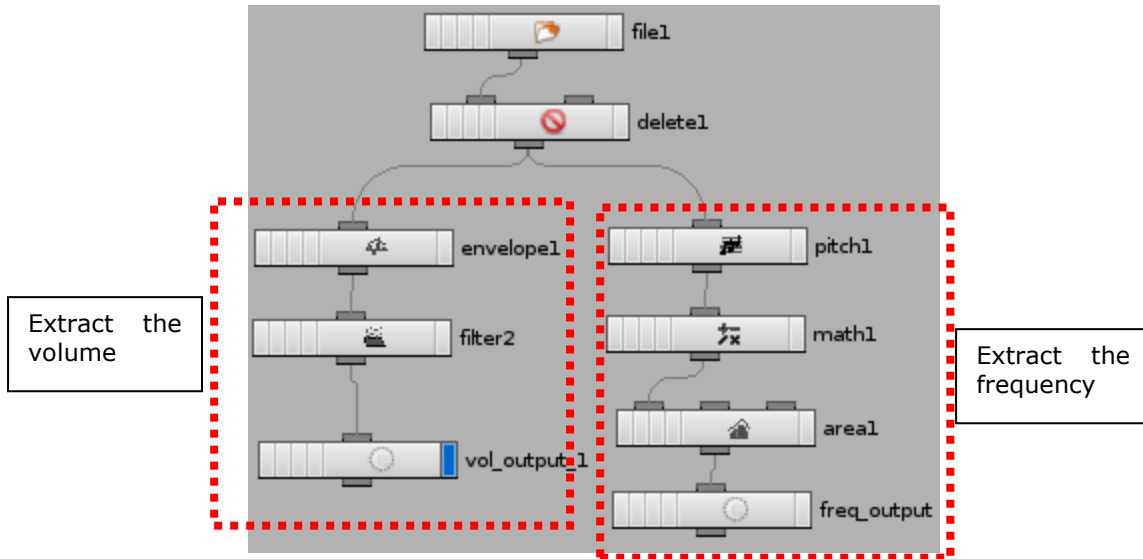 file1
delete1
envelope1
pitch1
Extract the
volume
filter2
math1
Extract the
frequency
area1
vol_output_1
freq_output